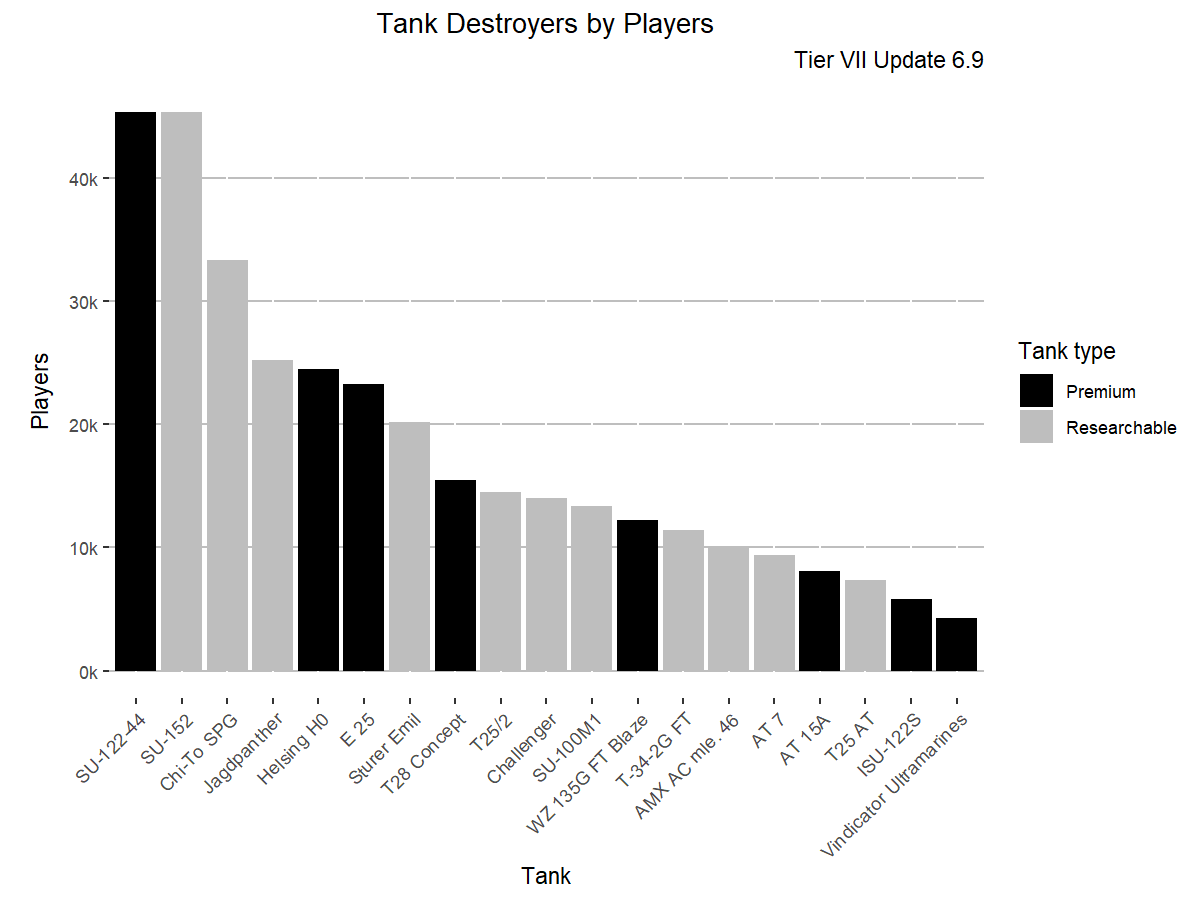 Tank Destroyers by Players
Tier VII Update 6.9
Players
40k
30k
20k
10k
0k
SU-122-44
SU-152
Chi-To SPG
Jagdpanther
Helsing H0
E 25
Sturer Emil
T28 Concept
T25/2
Challenger
SU-100M1
WZ 135G FT Blaze
T-34-2G FT
AMX AC mle. 46
AT 7
AT 15A
T25 AT
ISU-122S
Vindicator Ultramarines
Tank
Tank type
Premium
Researchable